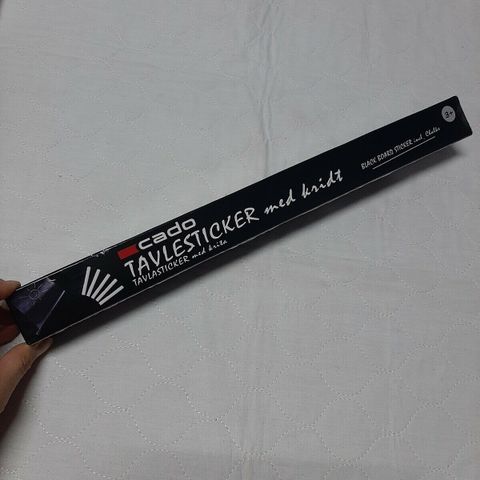 cado
TAVLESTICKER med kridt
TAVLASTICKER med krita
BLACK BOARD STICKER incl. Chalks
3+